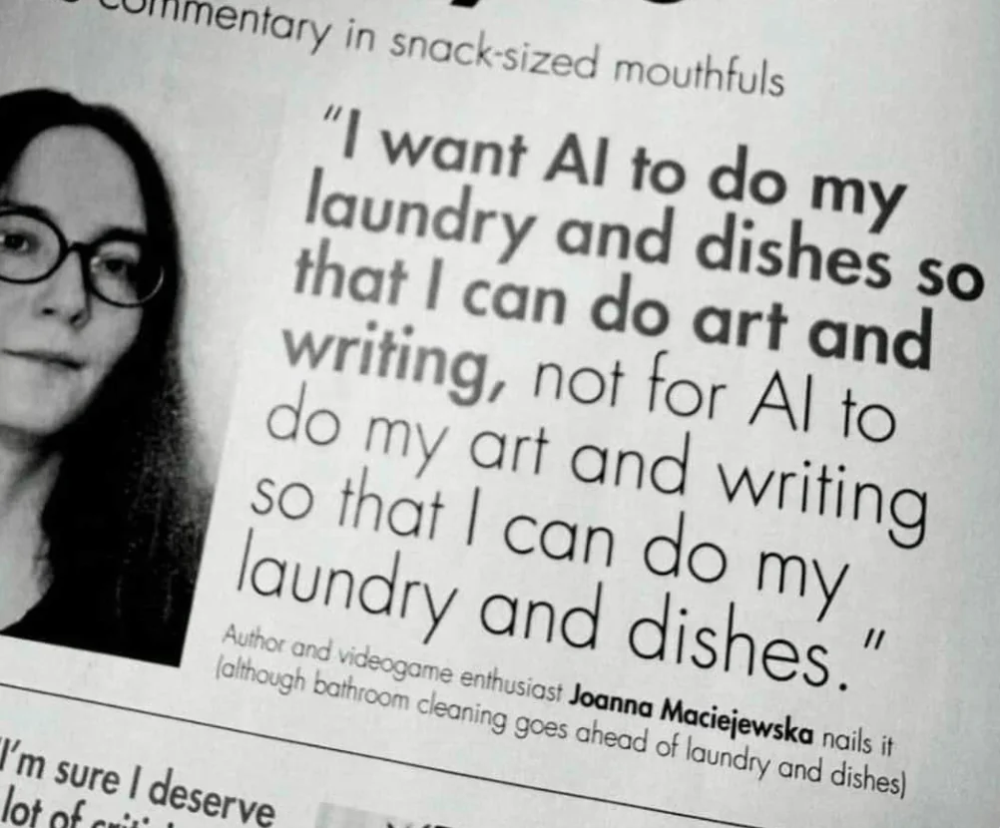 commentary in snack-sized mouthfuls
"I want AI to do my
laundry and dishes so
that I can do art and
writing, not for AI to
do my art and writing
so that I can do my
laundry and dishes."
Author and videogame enthusiast Joanna Maciejewska nails it
(although bathroom cleaning goes ahead of laundry and dishes)
"I'm sure I deserve
lot of